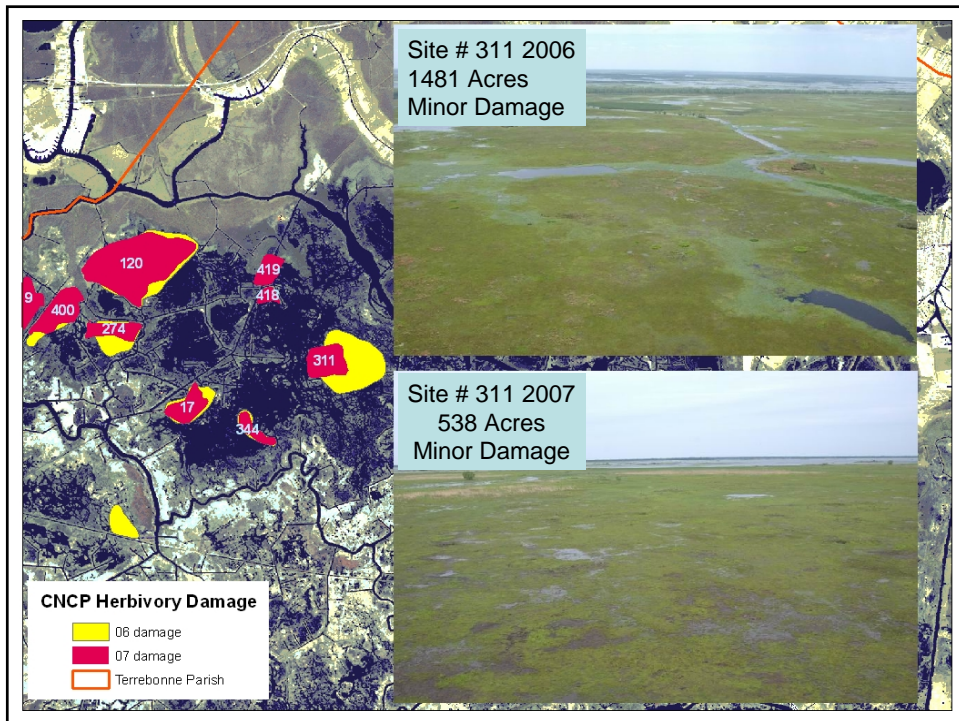 Site # 311 2006
1481 Acres
Minor Damage
120
419
418
9
400
274
311
17
344
Site # 311 2007
538 Acres
Minor Damage
CNCP Herbivory Damage
06 damage
07 damage
Terrebonne Parish